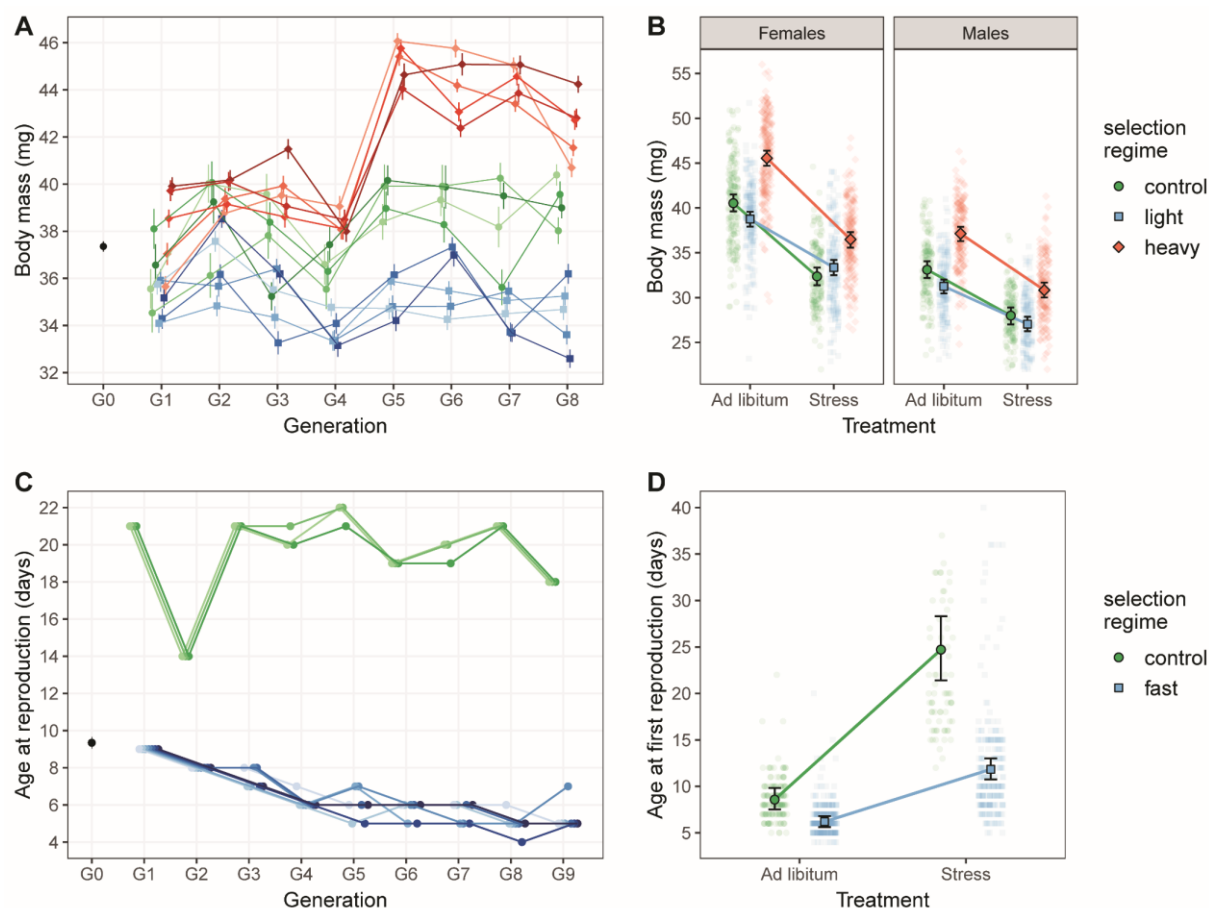 A
Body mass (mg)
46
44
42
40
38
36
34
32
G0 G1 G2 G3 G4 G5 G6 G7 G8
Generation
B
Females Males
Body mass (mg)
55
50
45
40
35
30
25
Ad libitum Stress Ad libitum Stress
Treatment
selection
regime
control
light
heavy
C
Age at reproduction (days)
22
20
18
16
14
12
10
8
6
4
G0 G1 G2 G3 G4 G5 G6 G7 G8 G9
Generation
D
Age at first reproduction (days)
40
35
30
25
20
15
10
5
Ad libitum Stress
Treatment
selection
regime
control
fast